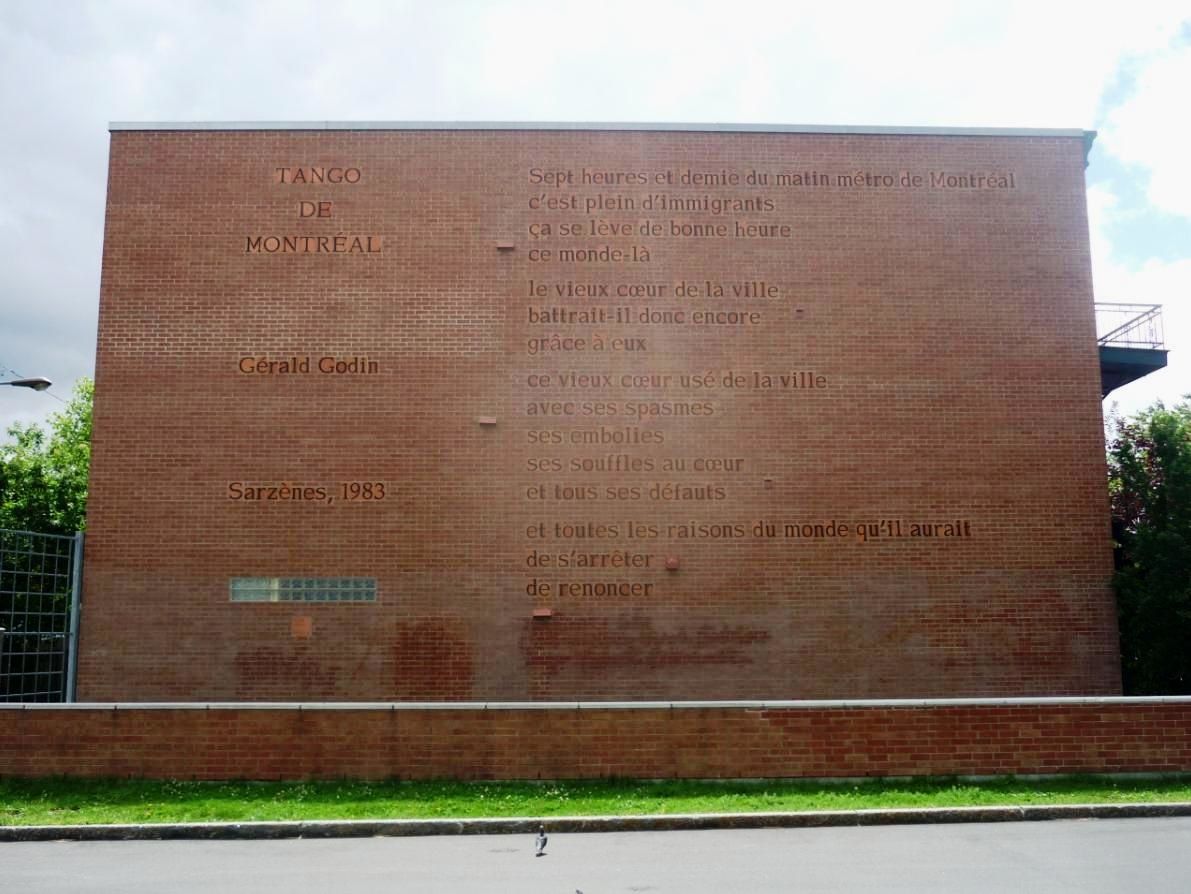 TANGO
DE
MONTRÉAL
Gérald Godin
Sarzènes, 1983
Sept heures et demie du matin métro de Montréal
c'est plein d'immigrants
ça se lève de bonne heure
ce monde-là
le vieux cœur de la ville
battrait-il donc encore
grâce à eux
ce vieux cœur usé de la ville
avec ses spasmes
ses embolies
ses souffles au cœur
et tous ses défauts
et toutes les raisons du monde qu'il aurait
de s'arrêter
de renoncer